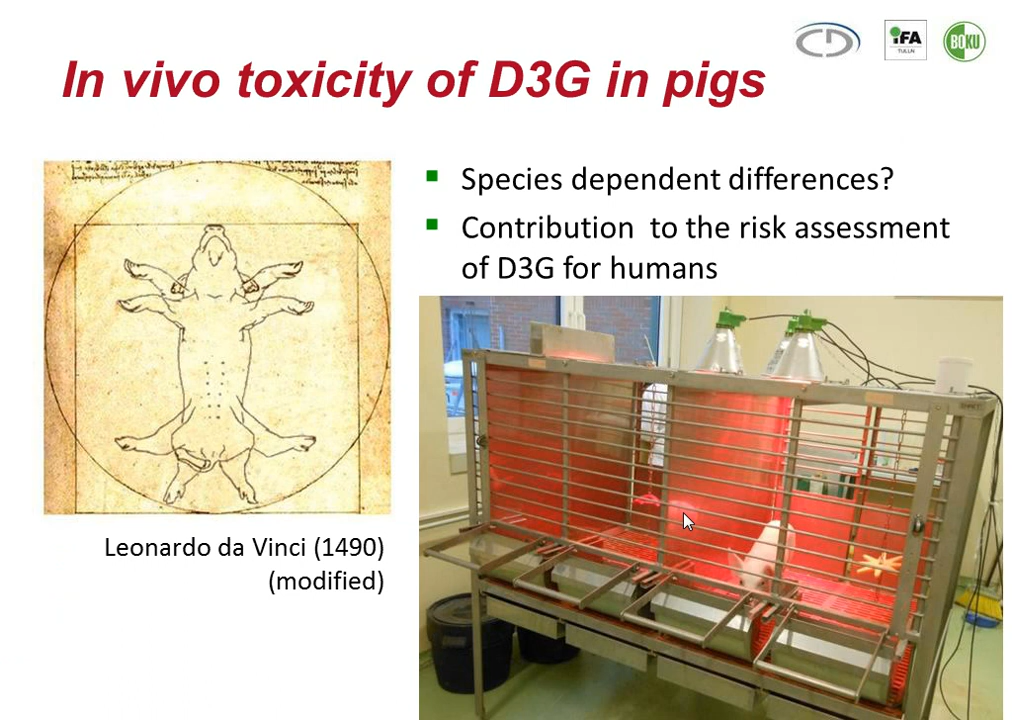 CD
iFA
TULLN
BOKU
In vivo toxicity of D3G in pigs
Species dependent differences?
Contribution  to the risk assessment
of D3G for humans
Leonardo da Vinci (1490)
(modified)